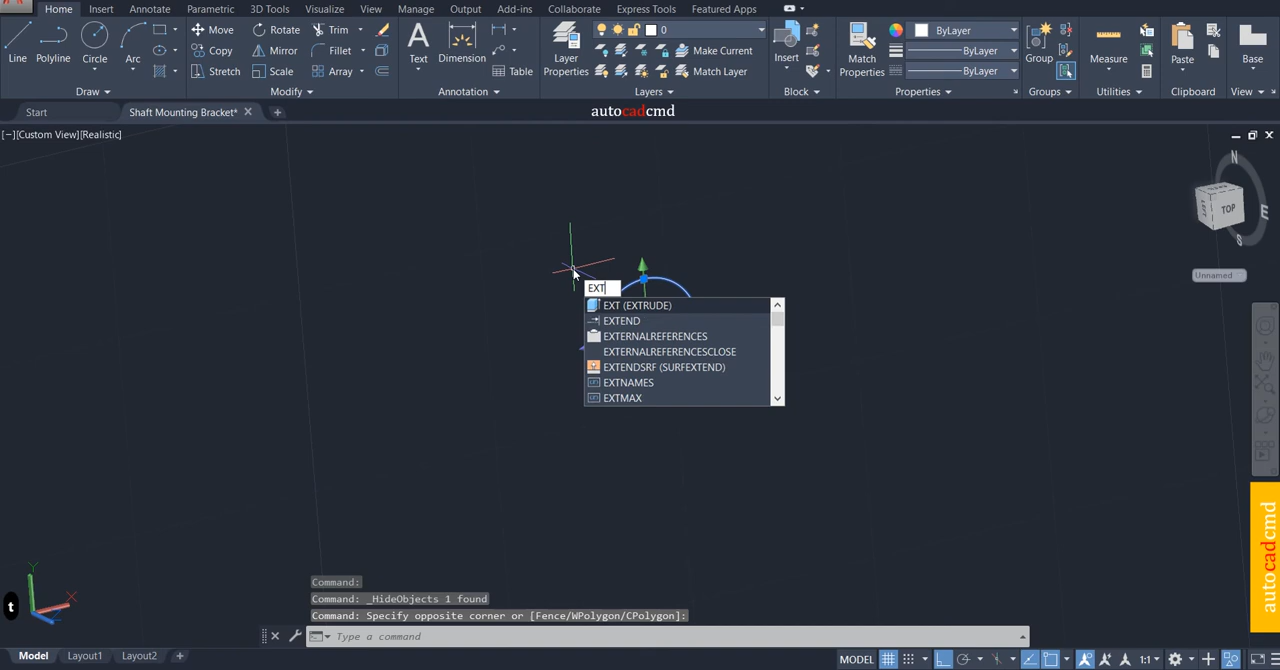 Home Insert Annotate Parametric 3D Tools Visualize View Manage Output Add-ins Collaborate Express Tools Featured Apps
Line Polyline Circle Arc
Move Rotate Trim
Copy Mirror Fillet
Stretch Scale Array
Text Dimension Table
Layer Properties
0
Make Current
Match Layer
Insert
Match Properties
ByLayer
ByLayer
ByLayer
Group Measure Paste Base
Draw Modify Annotation Layers Block Properties Groups Utilities Clipboard View
Start Shaft Mounting Bracket*
autocadcmd
[−][Custom View][Realistic]
N
LEFT TOP E
S
Unnamed
EXT
EXT (EXTRUDE)
EXTEND
EXTERNALREFERENCES
EXTERNALREFERENCESCLOSE
EXTENDSRF (SURFEXTEND)
EXTNAMES
EXTMAX
autocadcmd
Y
X
t
Command:
Command: _HideObjects 1 found
Command: Specify opposite corner or [Fence/WPolygon/CPolygon]:
Type a command
Model Layout1 Layout2 +
MODEL 1:1